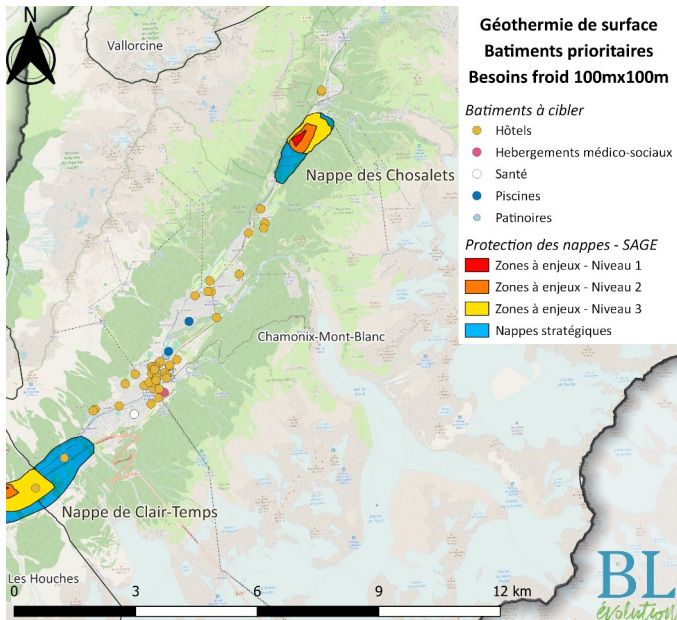 Géothermie de surface
Batiments prioritaires
Besoins froid 100mx100m
Batiments à cibler
Hôtels
Hebergements médico-sociaux
Santé
Piscines
Patinoires
Protection des nappes - SAGE
Zones à enjeux - Niveau 1
Zones à enjeux - Niveau 2
Zones à enjeux - Niveau 3
Nappes stratégiques
N
Vallorcine
Nappe des Chosalets
Chamonix-Mont-Blanc
Nappe de Clair-Temps
Les Houches
0 3 6 9 12 km
BL
évolution